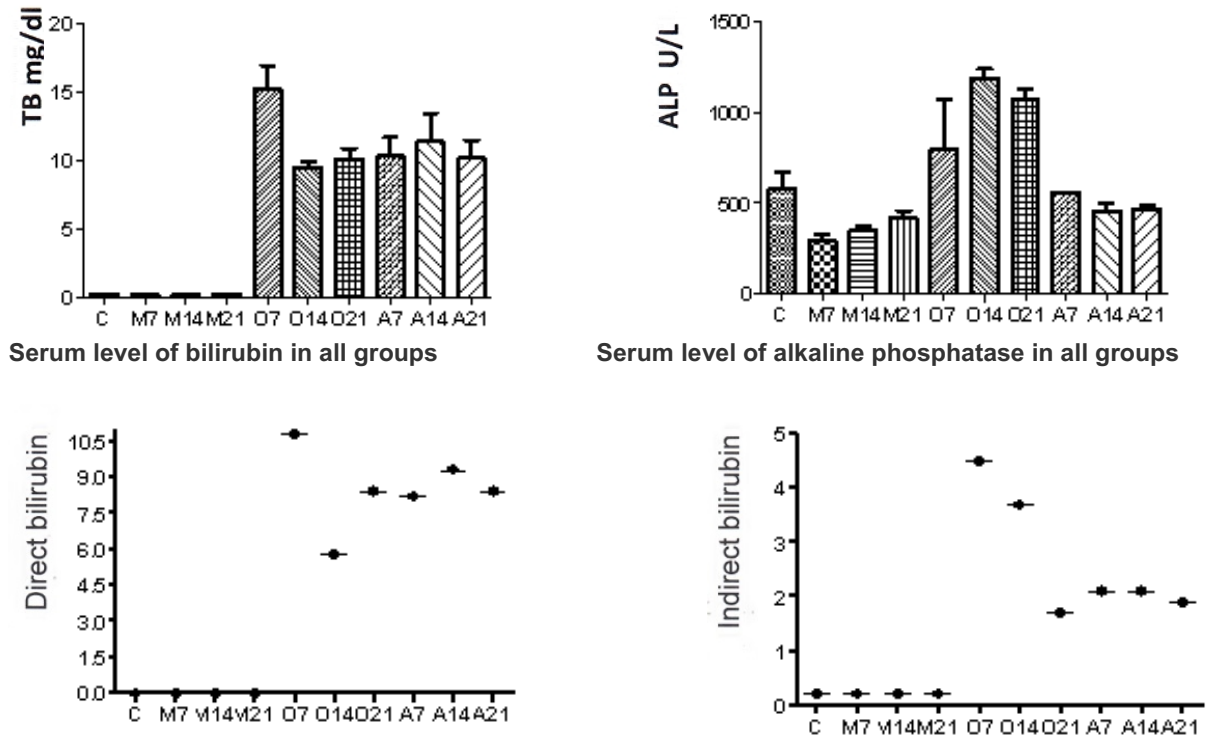 TB mg/dl
20
15
10
5
0
C M7 M14 M21 O7 O14 O21 A7 A14 A21
Serum level of bilirubin in all groups
ALP U/L
1500
1000
500
0
C M7 M14 M21 O7 O14 O21 A7 A14 A21
Serum level of alkaline phosphatase in all groups
Direct bilirubin
10.5
9.0
7.5
6.0
4.5
3.0
1.5
0.0
C M7 M14 M21 O7 O14 O21 A7 A14 A21
Indirect bilirubin
5
4
3
2
1
0
C M7 M14 M21 O7 O14 O21 A7 A14 A21